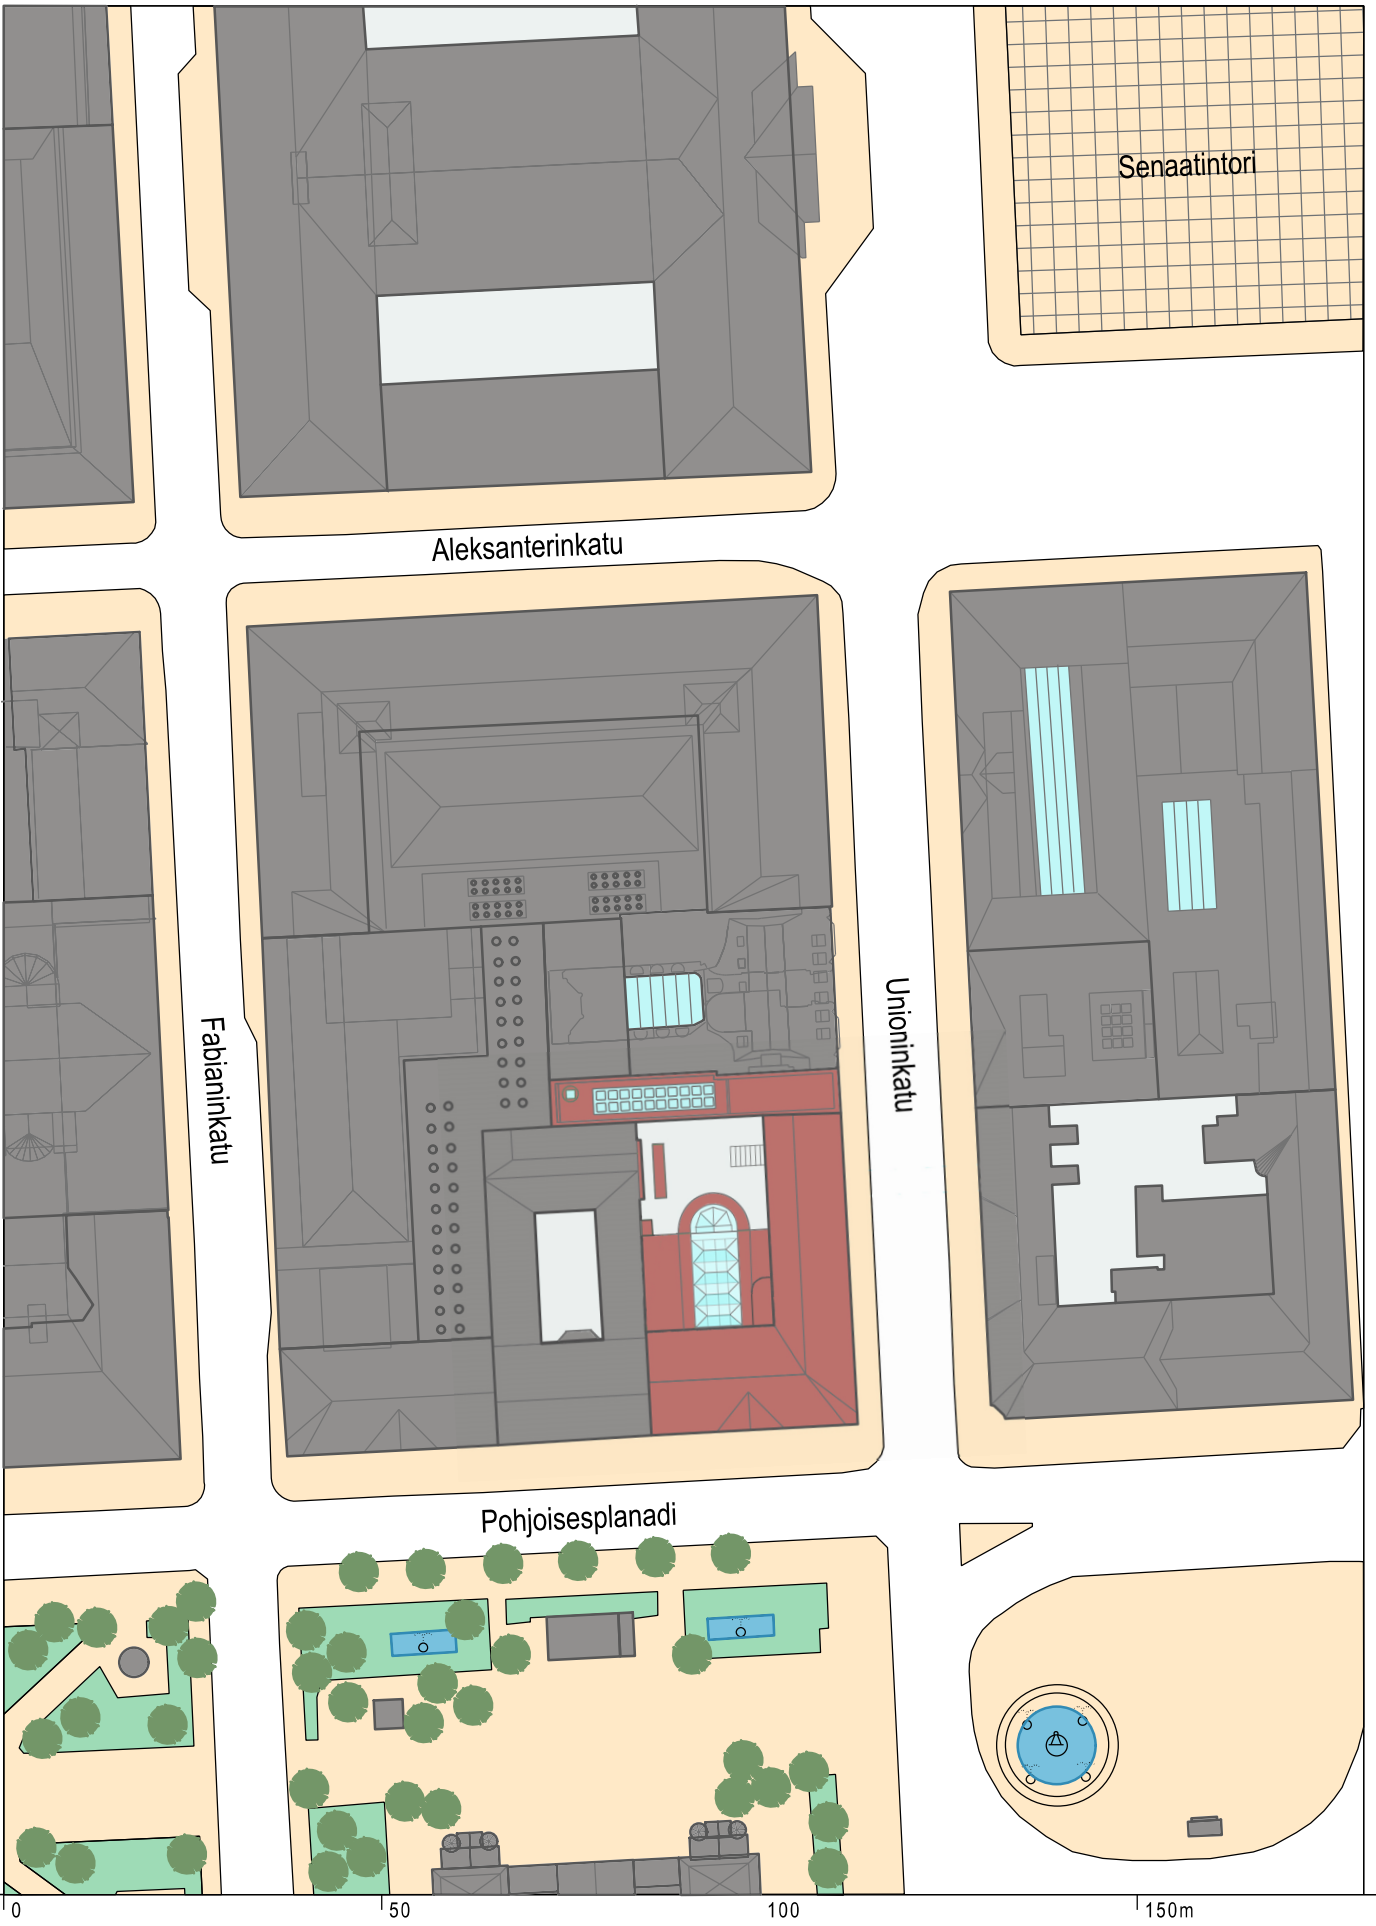 Senaatintori
Aleksanterinkatu
Unioninkatu
Fabianinkatu
Pohjoisesplanadi
0
50
100
150m